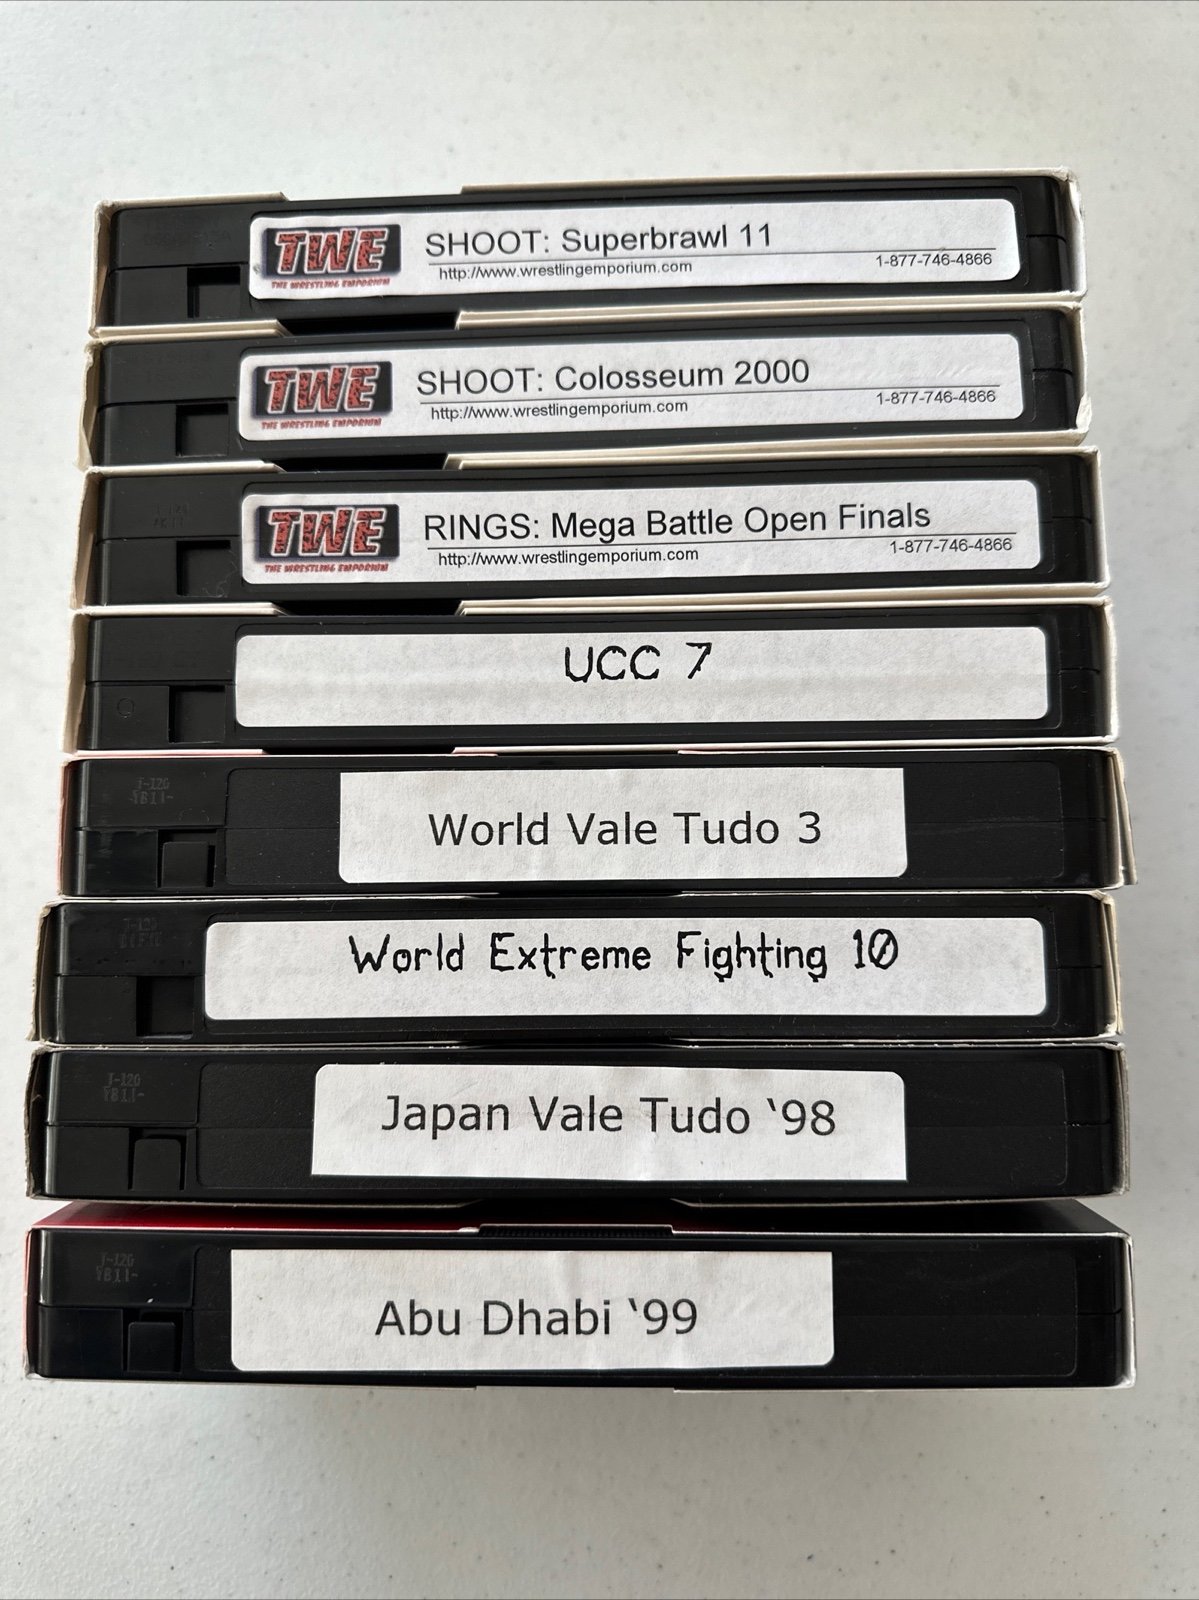 TWE
THE WRESTLING EMPORIUM
SHOOT: Superbrawl 11
http://www.wrestlingemporium.com
1-877-746-4866
TWE
THE WRESTLING EMPORIUM
SHOOT: Colosseum 2000
http://www.wrestlingemporium.com
1-877-746-4866
TWE
THE WRESTLING EMPORIUM
RINGS: Mega Battle Open Finals
http://www.wrestlingemporium.com
1-877-746-4866
UCC 7
T-120
World Vale Tudo 3
World Extreme Fighting 10
T-120
Japan Vale Tudo '98
T-120
Abu Dhabi '99